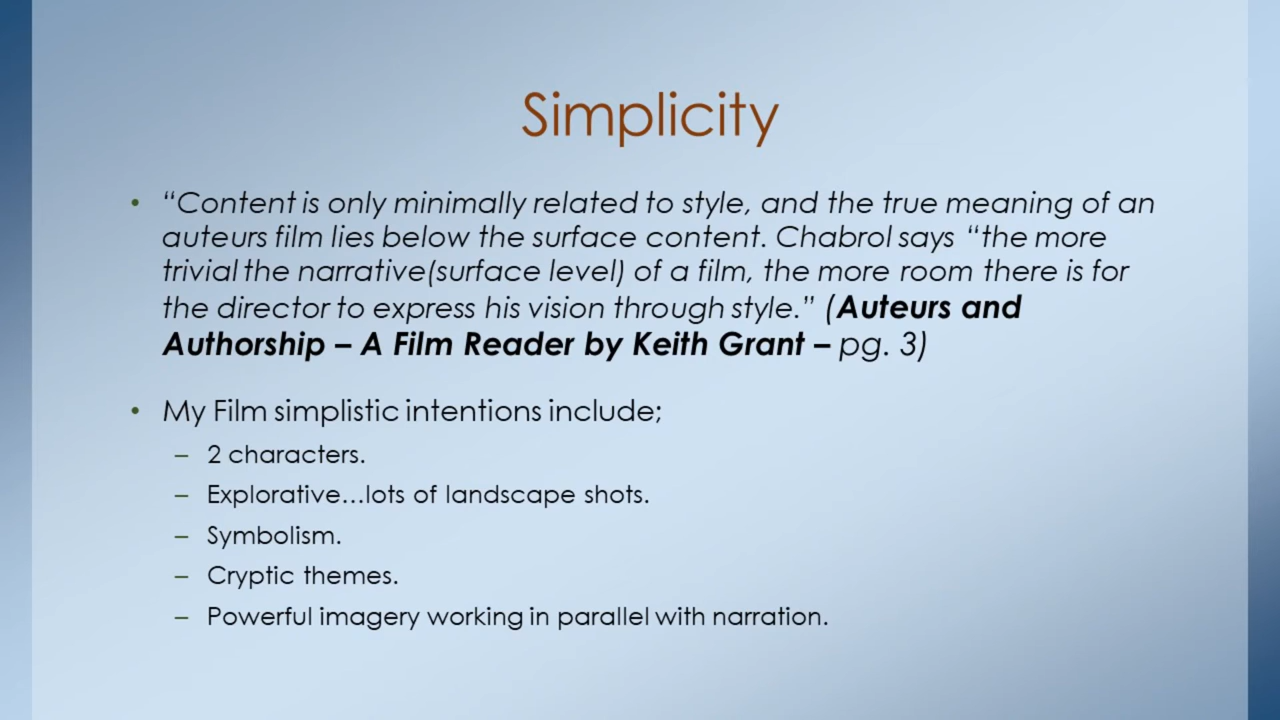 Simplicity
• “Content is only minimally related to style, and the true meaning of an
auteurs film lies below the surface content. Chabrol says “the more
trivial the narrative(surface level) of a film, the more room there is for
the director to express his vision through style.” (Auteurs and
Authorship – A Film Reader by Keith Grant – pg. 3)
• My Film simplistic intentions include;
– 2 characters.
– Explorative…lots of landscape shots.
– Symbolism.
– Cryptic themes.
– Powerful imagery working in parallel with narration.